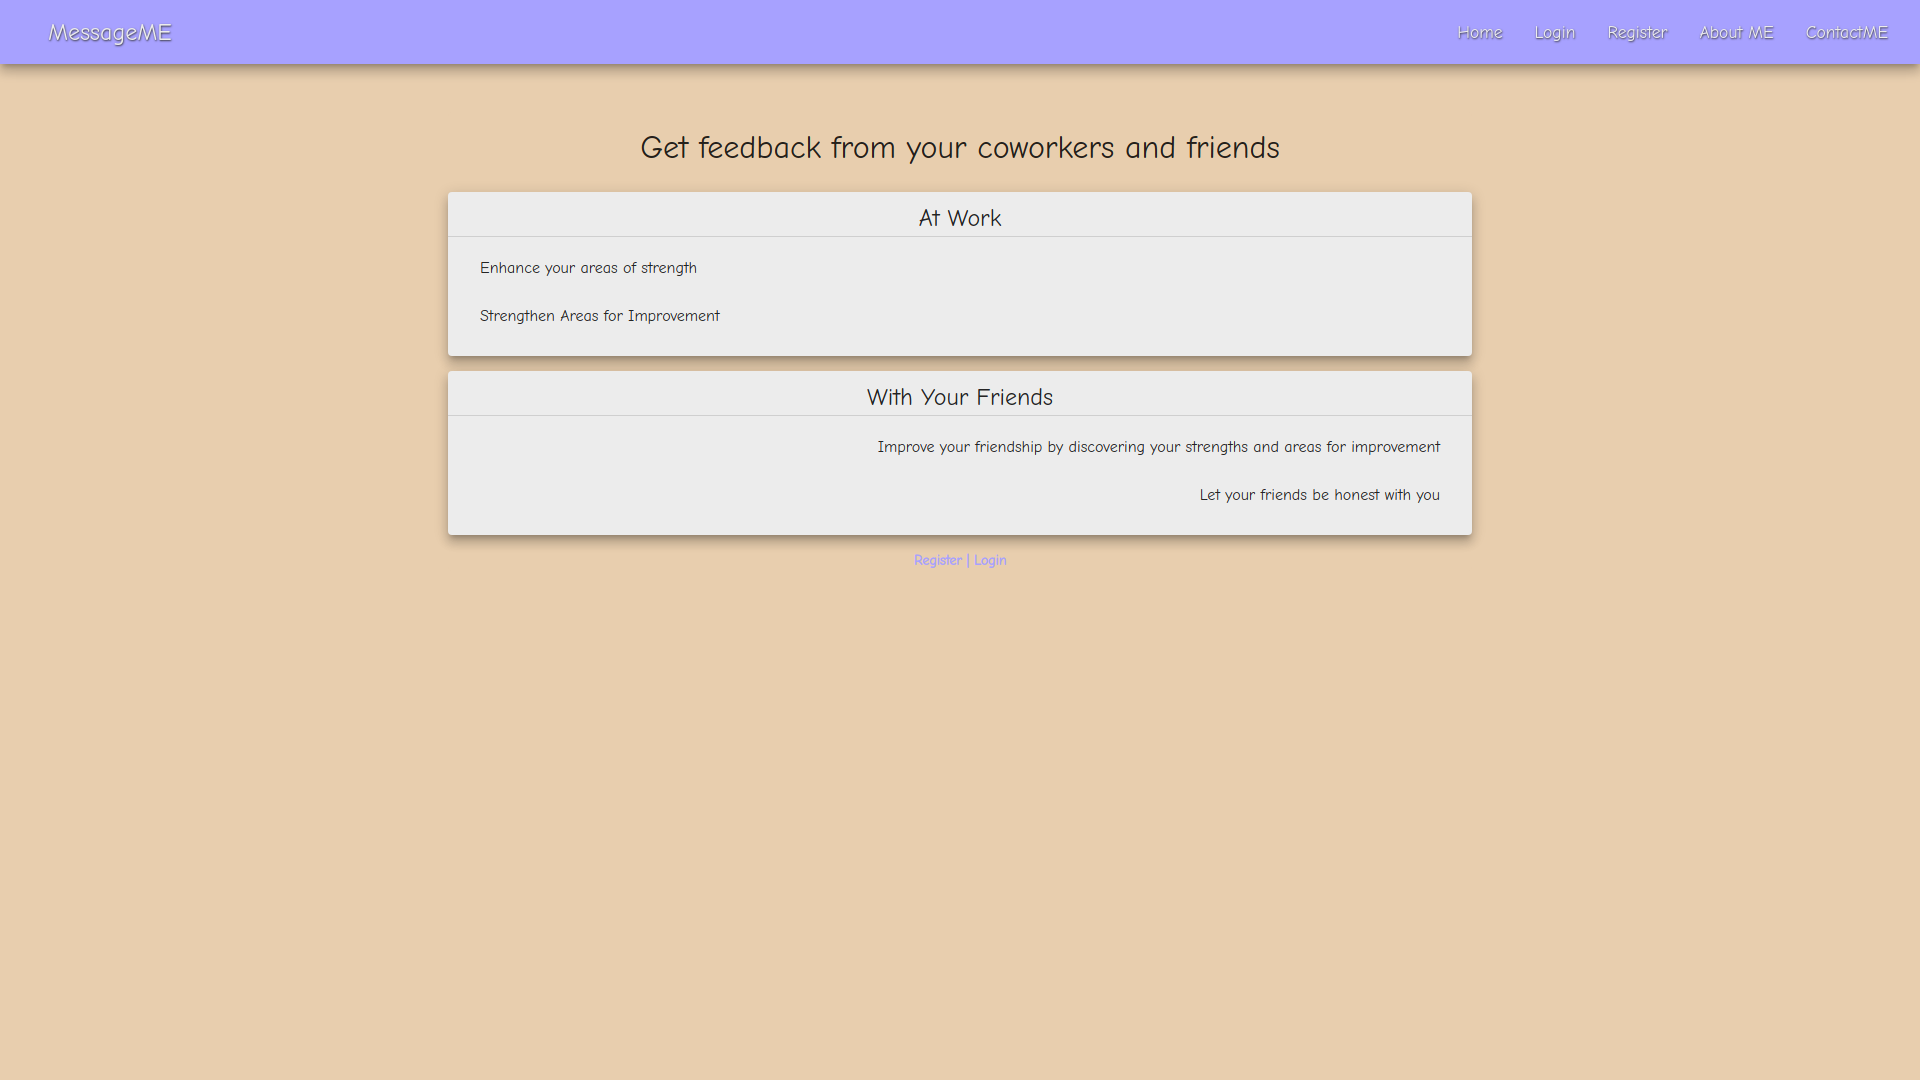 MessageME
Home Login Register About ME ContactME
Get feedback from your coworkers and friends
At Work
Enhance your areas of strength
Strengthen Areas for Improvement
With Your Friends
Improve your friendship by discovering your strengths and areas for improvement
Let your friends be honest with you
Register | Login